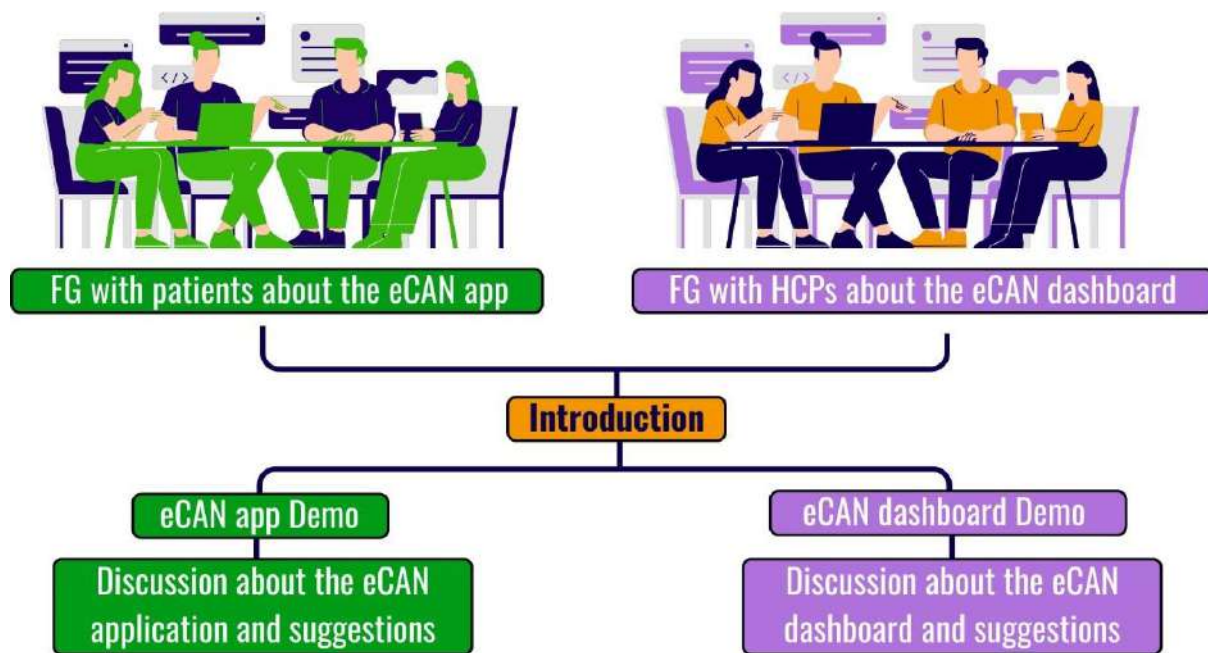 </>
</>
FG with patients about the eCAN app
FG with HCPs about the eCAN dashboard
Introduction
eCAN app Demo
eCAN dashboard Demo
Discussion about the eCAN
application and suggestions
Discussion about the eCAN
dashboard and suggestions